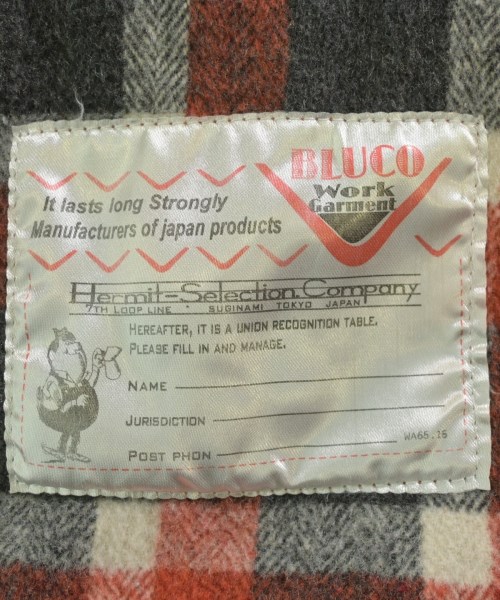 BLUCO
Work
Garment
It lasts long Strongly
Manufacturers of japan products
Hermit-Selection.Company
7TH LOOP LINE · SUGINAMI TOKYO JAPAN
HEREAFTER, IT IS A UNION RECOGNITION TABLE.
PLEASE FILL IN AND MANAGE.
NAME
JURISDICTION
POST PHON
WA65.15